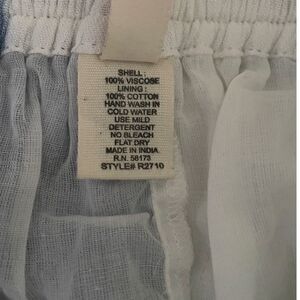 SHELL :
100% VISCOSE
LINING :
100% COTTON
HAND WASH IN
COLD WATER
USE MILD
DETERGENT
NO BLEACH
FLAT DRY
MADE IN INDIA
R.N. 58173
STYLE# R2710